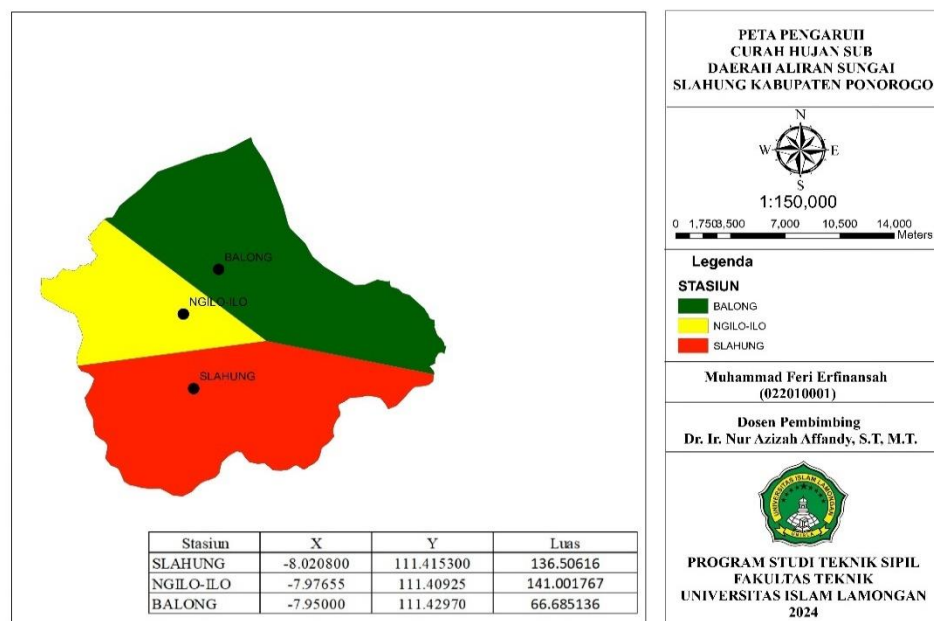 PETA PENGARUH
CURAH HUJAN SUB
DAERAH ALIRAN SUNGAI
SLAHUNG KABUPATEN PONOROGO
N
W E
S
1:150,000
0 1,750 3,500 7,000 10,500 14,000
Meters
Legenda
STASIUN
BALONG
NGILO-ILO
SLAHUNG
Muhammad Feri Erfinansah
(022010001)
Dosen Pembimbing
Dr. Ir. Nur Azizah Affandy, S.T, M.T.
UNIVERSITAS ISLAM LAMONGAN
UNISLA
PROGRAM STUDI TEKNIK SIPIL
FAKULTAS TEKNIK
UNIVERSITAS ISLAM LAMONGAN
2024
BALONG
NGILO-ILO
SLAHUNG
Stasiun X Y Luas
SLAHUNG -8.020800 111.415300 136.50616
NGILO-ILO -7.97655 111.40925 141.001767
BALONG -7.95000 111.42970 66.685136